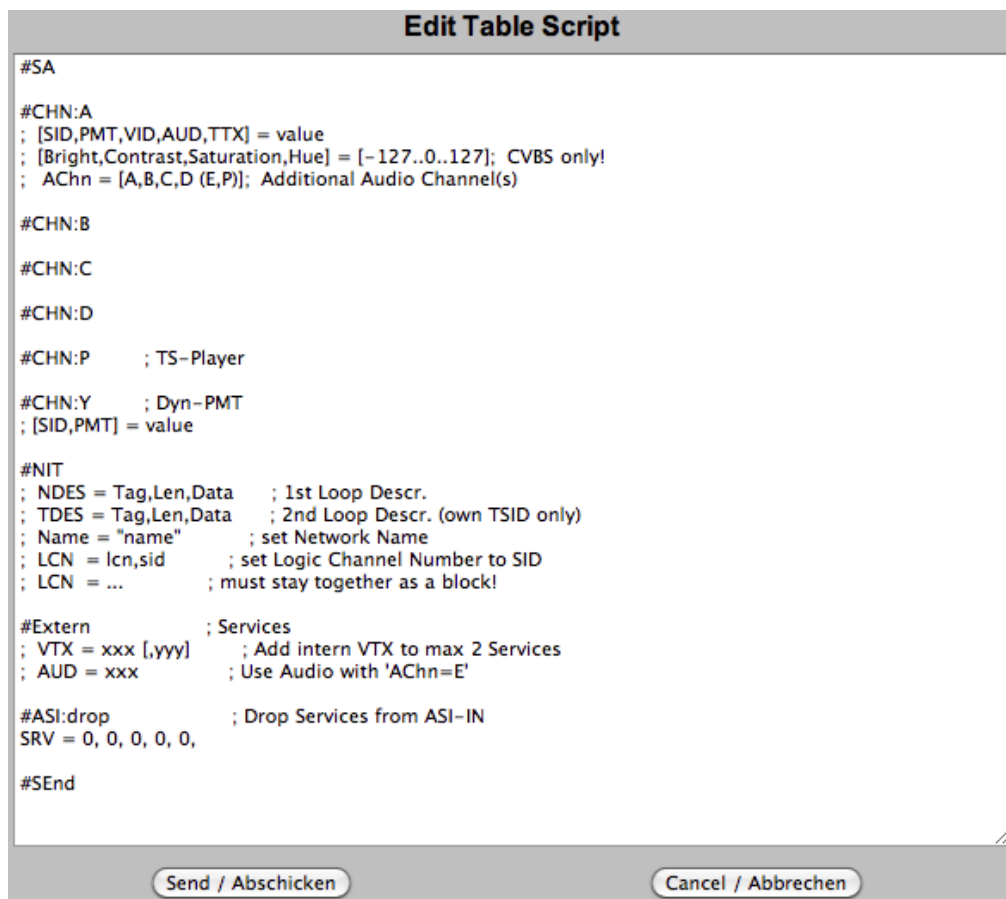 Edit Table Script
#SA
#CHN:A
; [SID,PMT,VID,AUD,TTX] = value
; [Bright,Contrast,Saturation,Hue] = [-127..0..127]; CVBS only!
; AChn = [A,B,C,D (E,P)]; Additional Audio Channel(s)
#CHN:B
#CHN:C
#CHN:D
#CHN:P ; TS-Player
#CHN:Y ; Dyn-PMT
; [SID,PMT] = value
#NIT
; NDES = Tag,Len,Data ; 1st Loop Descr.
; TDES = Tag,Len,Data ; 2nd Loop Descr. (own TSID only)
; Name = "name" ; set Network Name
; LCN = lcn,sid ; set Logic Channel Number to SID
; LCN = ... ; must stay together as a block!
#Extern ; Services
; VTX = xxx [,yyy] ; Add intern VTX to max 2 Services
; AUD = xxx ; Use Audio with 'AChn=E'
#ASI:drop ; Drop Services from ASI-IN
SRV = 0, 0, 0, 0, 0,
#SEnd
Send / Abschicken
Cancel / Abbrechen